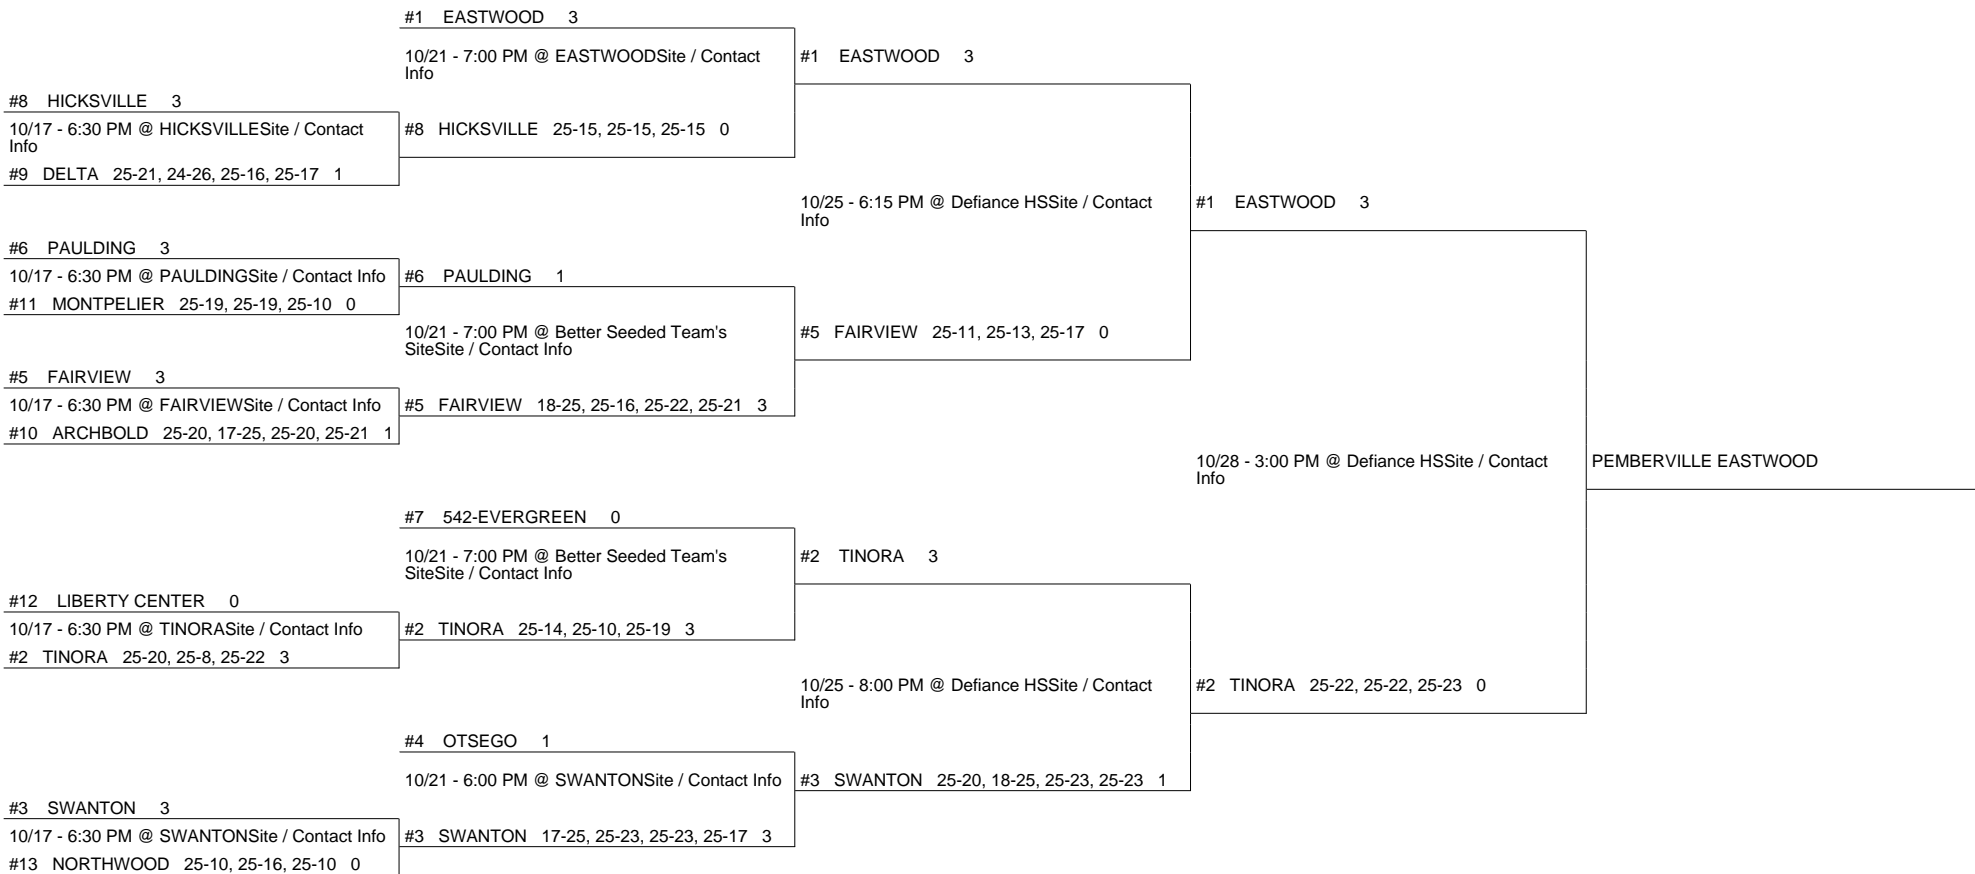 #1 EASTWOOD 3
10/21 - 7:00 PM @ EASTWOODSite / Contact
Info
#1 EASTWOOD 3
#8 HICKSVILLE 3
10/17 - 6:30 PM @ HICKSVILLESite / Contact
Info
#8 HICKSVILLE 25-15, 25-15, 25-15 0
#9 DELTA 25-21, 24-26, 25-16, 25-17 1
10/25 - 6:15 PM @ Defiance HSSite / Contact
Info
#1 EASTWOOD 3
#6 PAULDING 3
10/17 - 6:30 PM @ PAULDINGSite / Contact Info
#6 PAULDING 1
#11 MONTPELIER 25-19, 25-19, 25-10 0
10/21 - 7:00 PM @ Better Seeded Team's
SiteSite / Contact Info
#5 FAIRVIEW 25-11, 25-13, 25-17 0
#5 FAIRVIEW 3
10/17 - 6:30 PM @ FAIRVIEWSite / Contact Info
#5 FAIRVIEW 18-25, 25-16, 25-22, 25-21 3
#10 ARCHBOLD 25-20, 17-25, 25-20, 25-21 1
10/28 - 3:00 PM @ Defiance HSSite / Contact
Info
PEMBERVILLE EASTWOOD
#7 542-EVERGREEN 0
10/21 - 7:00 PM @ Better Seeded Team's
SiteSite / Contact Info
#2 TINORA 3
#12 LIBERTY CENTER 0
10/17 - 6:30 PM @ TINORASite / Contact Info
#2 TINORA 25-14, 25-10, 25-19 3
#2 TINORA 25-20, 25-8, 25-22 3
10/25 - 8:00 PM @ Defiance HSSite / Contact
Info
#2 TINORA 25-22, 25-22, 25-23 0
#4 OTSEGO 1
10/21 - 6:00 PM @ SWANTONSite / Contact Info
#3 SWANTON 25-20, 18-25, 25-23, 25-23 1
#3 SWANTON 3
10/17 - 6:30 PM @ SWANTONSite / Contact Info
#3 SWANTON 17-25, 25-23, 25-23, 25-17 3
#13 NORTHWOOD 25-10, 25-16, 25-10 0